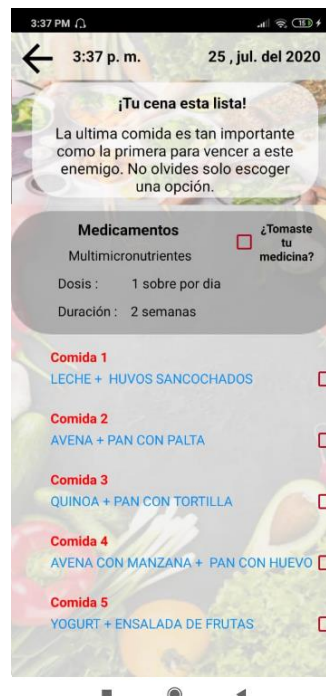 3:37 PM
3:37 p. m.
25 , jul. del 2020
¡Tu cena esta lista!
La ultima comida es tan importante
como la primera para vencer a este
enemigo. No olvides solo escoger
una opción.
Medicamentos
Multimicronutrientes
¿Tomaste
tu
medicina?
Dosis : 1 sobre por dia
Duración : 2 semanas
Comida 1
LECHE + HUVOS SANCOCHADOS
Comida 2
AVENA + PAN CON PALTA
Comida 3
QUINOA + PAN CON TORTILLA
Comida 4
AVENA CON MANZANA + PAN CON HUEVO
Comida 5
YOGURT + ENSALADA DE FRUTAS